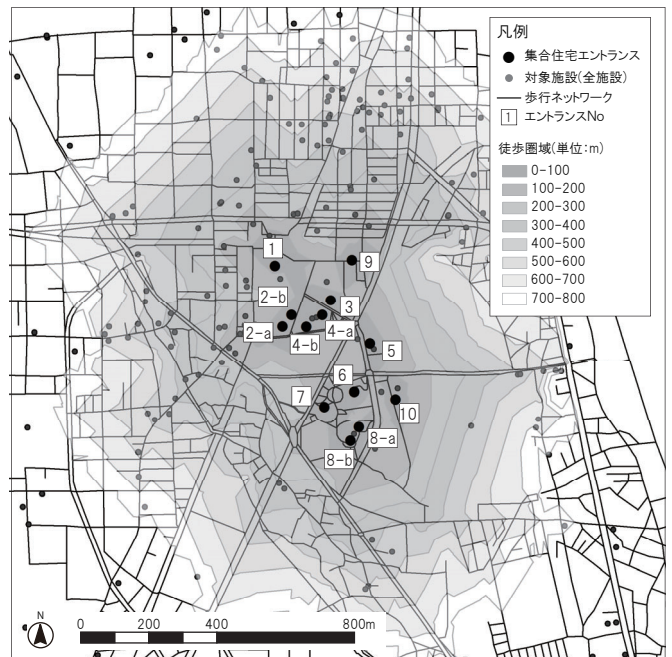 凡例
集合住宅エントランス
対象施設(全施設)
歩行ネットワーク
1 エントランスNo
徒歩圏域(単位:m)
0-100
100-200
200-300
300-400
400-500
500-600
600-700
700-800
1
9
2-b
3
2-a
4-b
4-a
5
6
7
10
8-a
8-b
N
0 200 400 800m